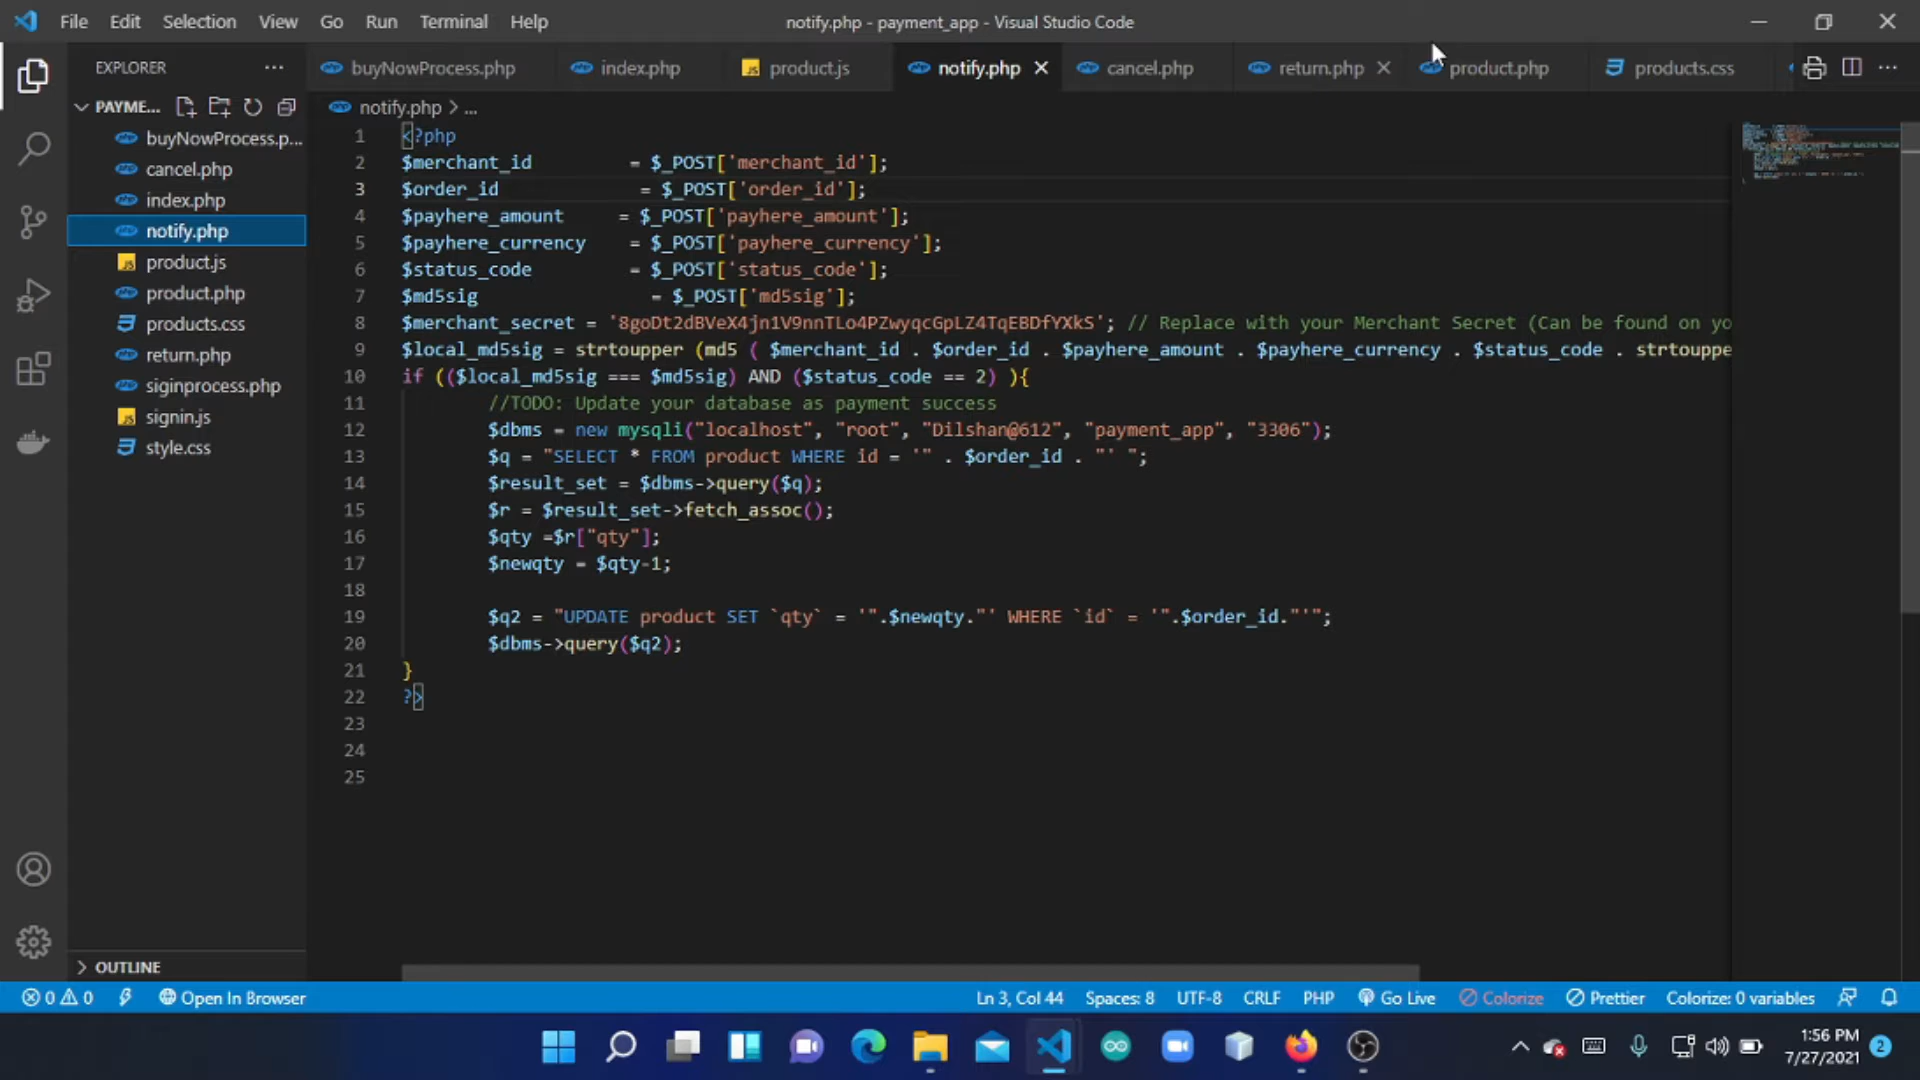 File Edit Selection View Go Run Terminal Help
notify.php - payment_app - Visual Studio Code
EXPLORER
buyNowProcess.php
index.php
product.js
notify.php
cancel.php
return.php
product.php
products.css
PAYME...
notify.php > ...
buyNowProcess.p...
cancel.php
index.php
notify.php
product.js
product.php
products.css
return.php
siginprocess.php
signin.js
style.css
OUTLINE
1 <?php
2 $merchant_id = $_POST['merchant_id'];
3 $order_id = $_POST['order_id'];
4 $payhere_amount = $_POST['payhere_amount'];
5 $payhere_currency = $_POST['payhere_currency'];
6 $status_code = $_POST['status_code'];
7 $md5sig = $_POST['md5sig'];
8 $merchant_secret = '8goDt2dBVeX4jn1V9nnTLo4PZwyqcGpLZ4TqEBDfYXkS'; // Replace with your Merchant Secret (Can be found on yo
9 $local_md5sig = strtoupper (md5 ( $merchant_id . $order_id . $payhere_amount . $payhere_currency . $status_code . strtouppe
10 if (($local_md5sig === $md5sig) AND ($status_code == 2) ){
11 //TODO: Update your database as payment success
12 $dbms = new mysqli("localhost", "root", "Dilshan@612", "payment_app", "3306");
13 $q = "SELECT * FROM product WHERE id = '" . $order_id . "' ";
14 $result_set = $dbms->query($q);
15 $r = $result_set->fetch_assoc();
16 $qty =$r["qty"];
17 $newqty = $qty-1;
18
19 $q2 = "UPDATE product SET `qty` = '".$newqty."' WHERE `id` = '".$order_id."'";
20 $dbms->query($q2);
21 }
22 ?>
23
24
25
0 0 Open In Browser Ln 3, Col 44 Spaces: 8 UTF-8 CRLF PHP Go Live Colorize Prettier Colorize: 0 variables
1:56 PM
7/27/2021
2